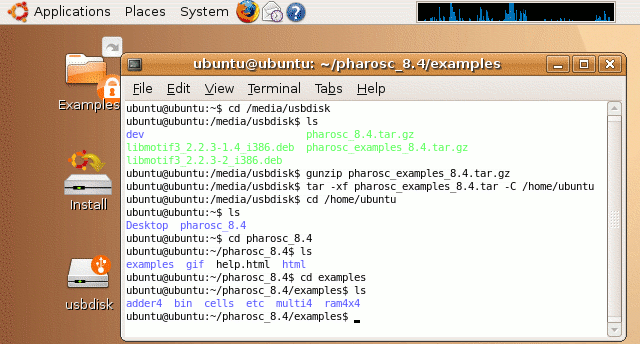 Applications Places System
ubuntu@ubuntu: ~/pharosc_8.4/examples
File Edit View Terminal Tabs Help
ubuntu@ubuntu:~$ cd /media/usbdisk
ubuntu@ubuntu:/media/usbdisk$ ls
dev pharosc_8.4.tar.gz
libmotif3_2.2.3-1.4_i386.deb pharosc_examples_8.4.tar.gz
libmotif3_2.2.3-2_i386.deb
ubuntu@ubuntu:/media/usbdisk$ gunzip pharosc_examples_8.4.tar.gz
ubuntu@ubuntu:/media/usbdisk$ tar -xf pharosc_examples_8.4.tar -C /home/ubuntu
ubuntu@ubuntu:/media/usbdisk$ cd /home/ubuntu
ubuntu@ubuntu:~$ ls
Desktop pharosc_8.4
ubuntu@ubuntu:~$ cd pharosc_8.4
ubuntu@ubuntu:~/pharosc_8.4$ ls
examples gif help.html html
ubuntu@ubuntu:~/pharosc_8.4$ cd examples
ubuntu@ubuntu:~/pharosc_8.4/examples$ ls
adder4 bin cells etc multi4 ram4x4
ubuntu@ubuntu:~/pharosc_8.4/examples$
Examples
Install
usbdisk